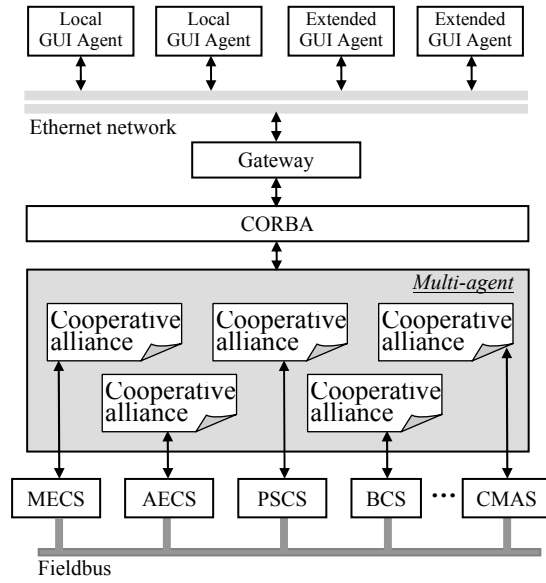 Local
GUI Agent
Local
GUI Agent
Extended
GUI Agent
Extended
GUI Agent
Ethernet network
Gateway
CORBA
Multi-agent
Cooperative
alliance
Cooperative
alliance
Cooperative
alliance
Cooperative
alliance
Cooperative
alliance
MECS
AECS
PSCS
BCS
•••
CMAS
Fieldbus